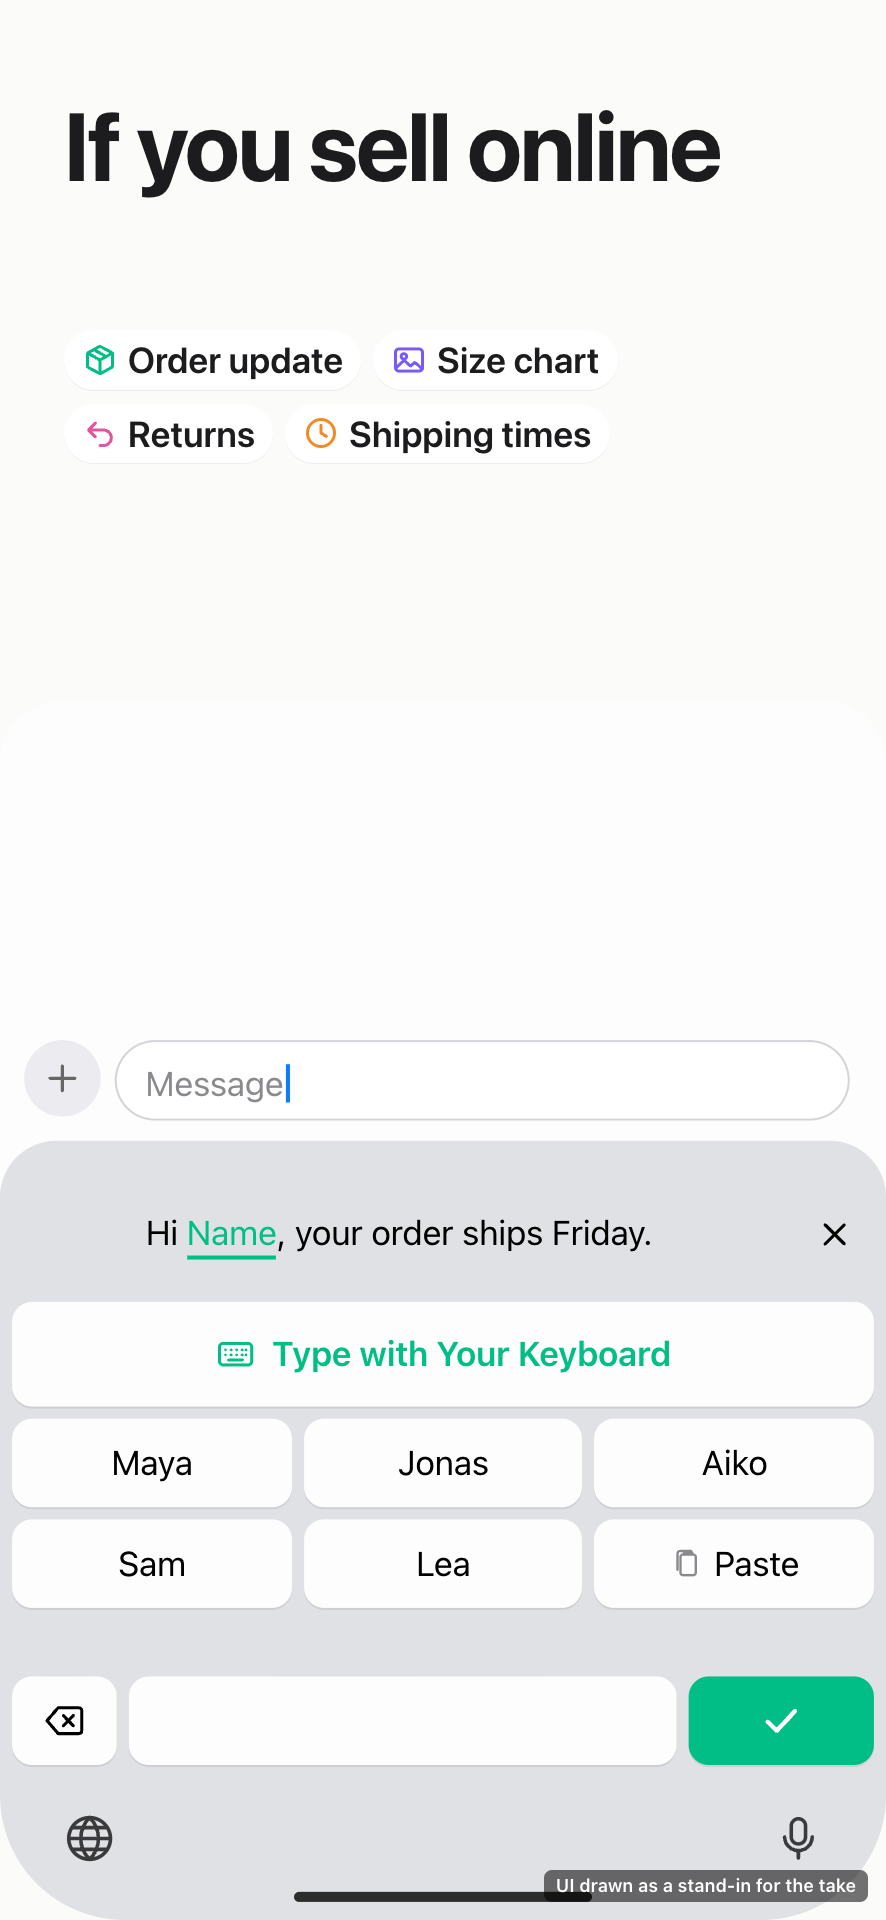 If you sell online
Order update
Size chart
Returns
Shipping times
Message
Hi Name, your order ships Friday.
Type with Your Keyboard
Maya
Jonas
Aiko
Sam
Lea
Paste
UI drawn as a stand-in for the take